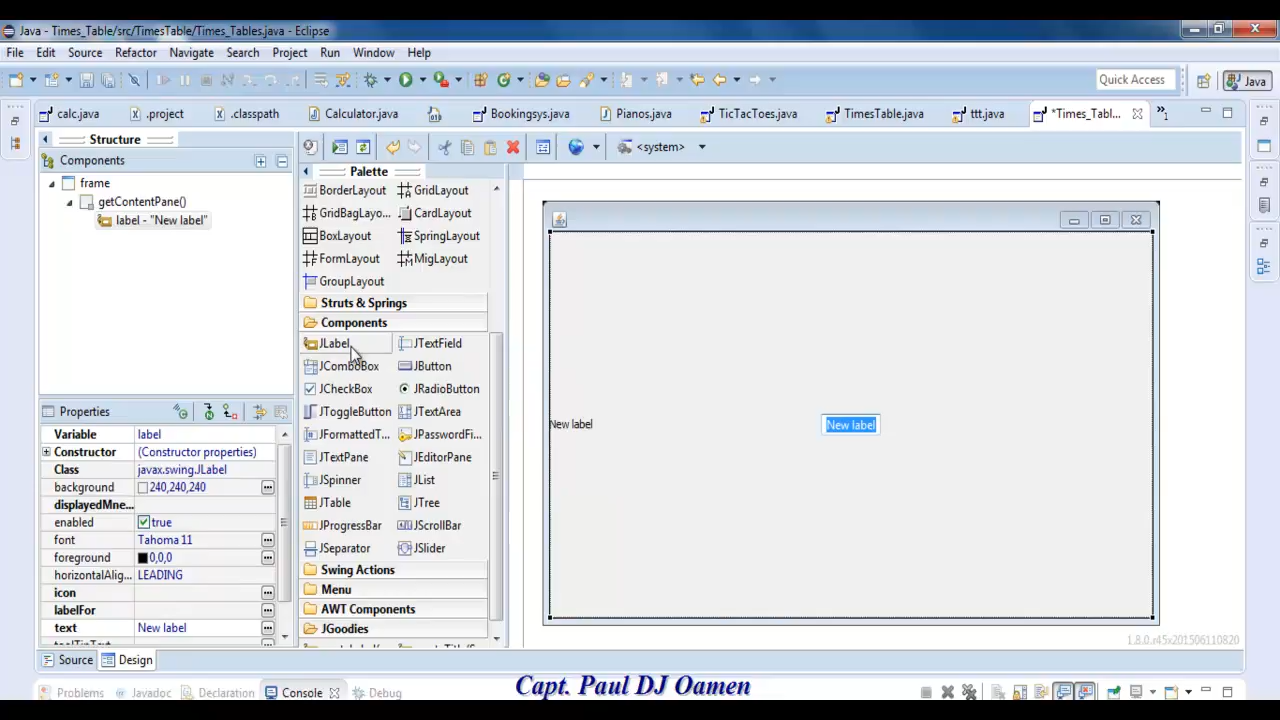 Java - Times_Table/src/TimesTable/Times_Tables.java - Eclipse
File Edit Source Refactor Navigate Search Project Run Window Help
Quick Access
Java
calc.java .project .classpath Calculator.java Bookingsys.java Pianos.java TicTacToes.java TimesTable.java ttt.java *Times_Tabl... »1
Structure
Components
frame
getContentPane()
label - "New label"
<system>
Palette
BorderLayout GridLayout
GridBagLayo... CardLayout
BoxLayout SpringLayout
FormLayout MigLayout
GroupLayout
Struts & Springs
Components
JLabel JTextField
JComboBox JButton
JCheckBox JRadioButton
JToggleButton JTextArea
JFormattedT... JPasswordFi...
JTextPane JEditorPane
JSpinner JList
JTable JTree
JProgressBar JScrollBar
JSeparator JSlider
Swing Actions
Menu
AWT Components
JGoodies
New label New label
Properties
Variable label
Constructor (Constructor properties)
Class javax.swing.JLabel
background 240,240,240
displayedMne...
enabled true
font Tahoma 11
foreground 0,0,0
horizontalAlig... LEADING
icon
labelFor
text New label
1.8.0.r45x201506110820
Source Design
Problems Javadoc Declaration Console Debug
Capt. Paul DJ Oamen